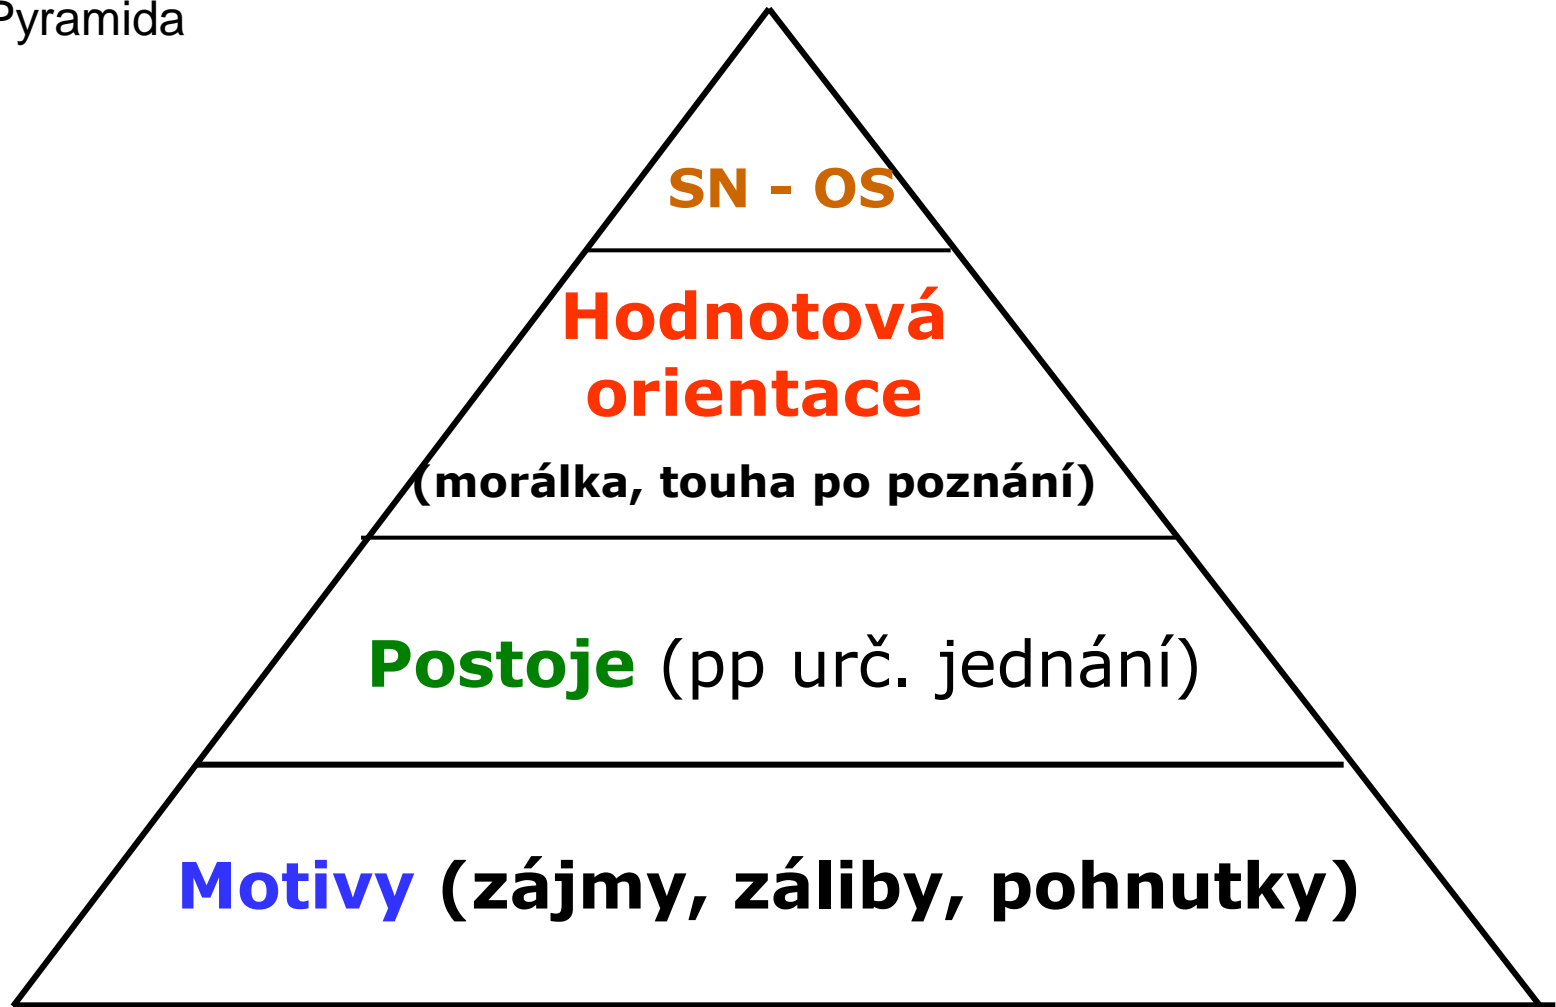 Pyramida
SN - OS
Hodnotová
orientace
(morálka, touha po poznání)
Postoje (pp urč. jednání)
Motivy (zájmy, záliby, pohnutky)